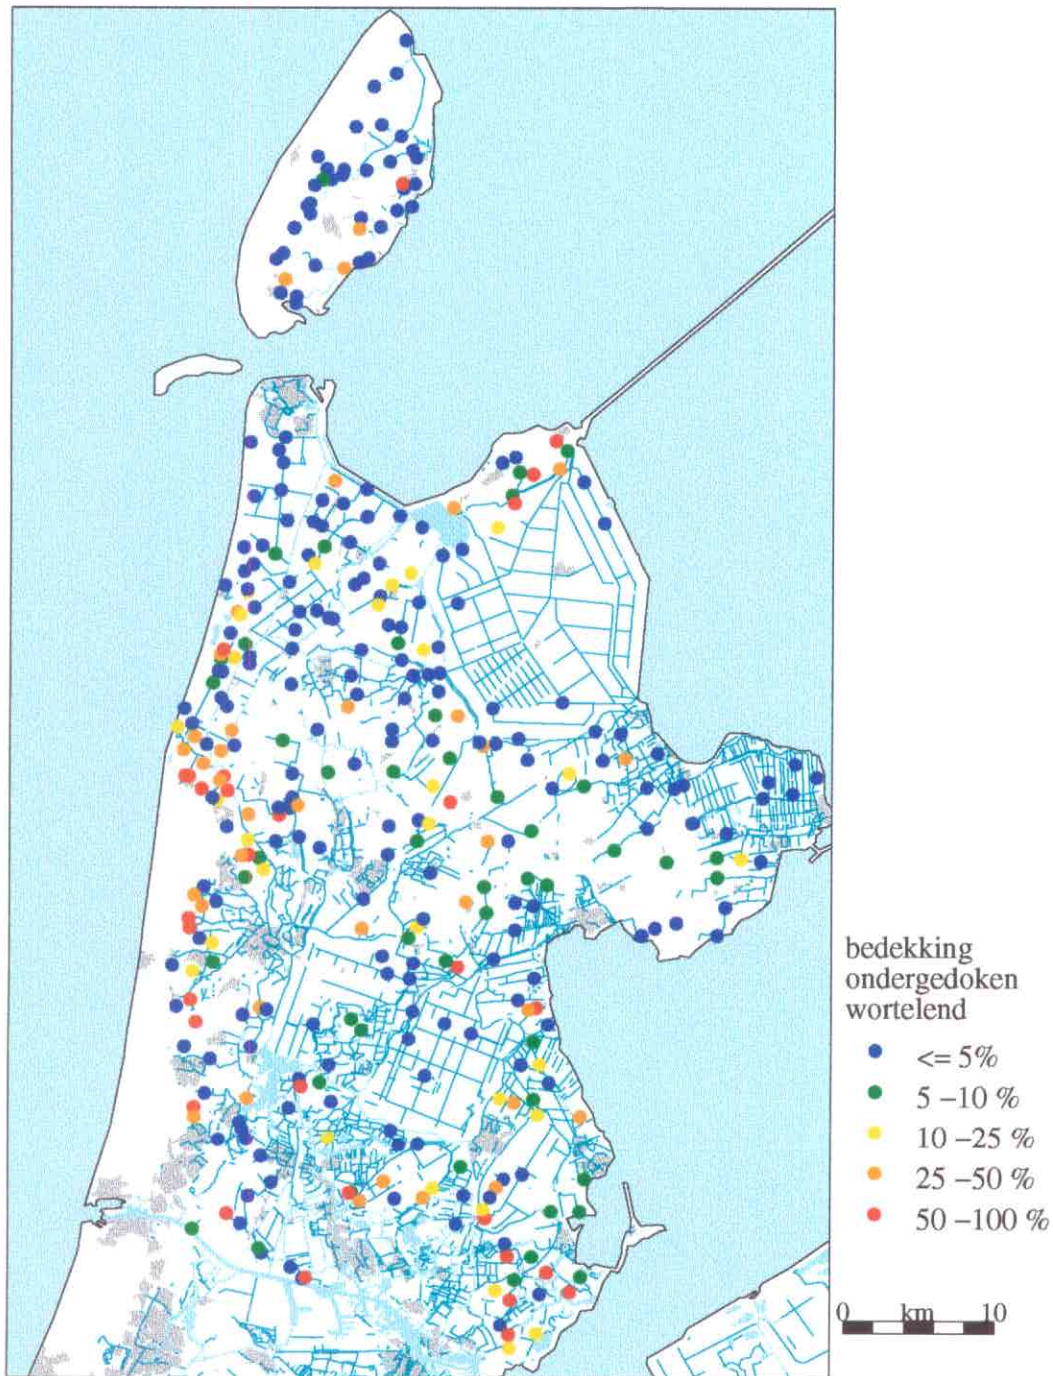 bedekking
ondergedoken
wortelend
<= 5%
5 –10 %
10 –25 %
25 –50 %
50 –100 %
0 km 10